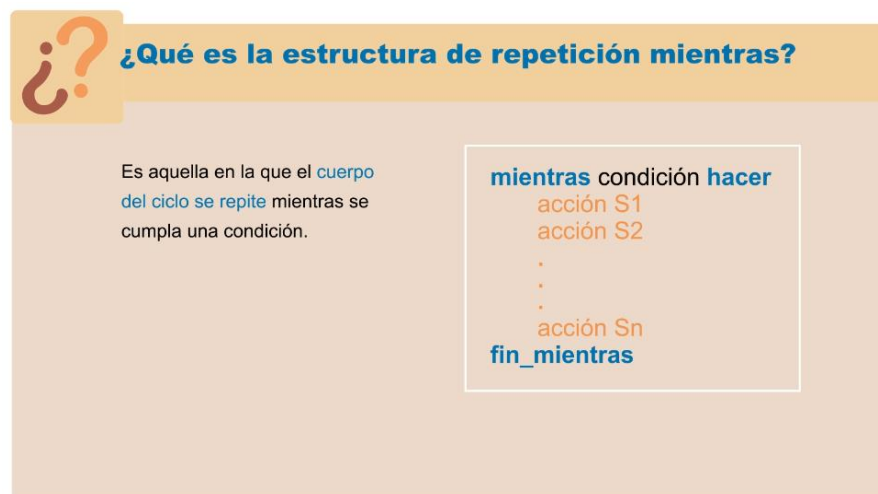 ¿?
¿Qué es la estructura de repetición mientras?
Es aquella en la que el cuerpo
del ciclo se repite mientras se
cumpla una condición.
mientras condición hacer
acción S1
acción S2
.
.
.
acción Sn
fin_mientras